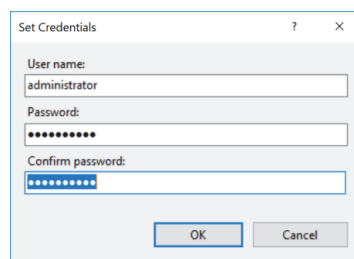 Set Credentials ? ×
User name:
administrator
Password:
●●●●●●●●●●
Confirm password:
●●●●●●●●●●
OK Cancel